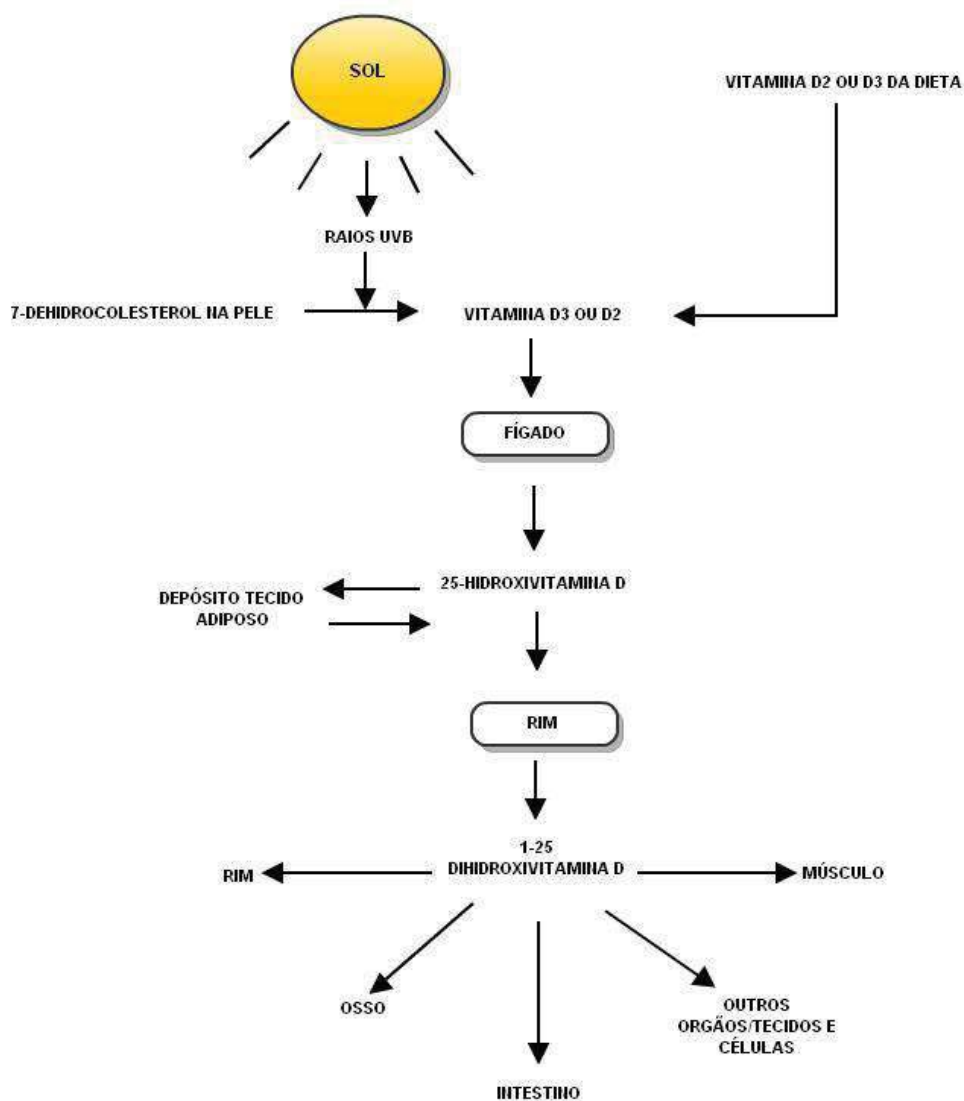 SOL
VITAMINA D2 OU D3 DA DIETA
RAIOS UVB
7-DEHIDROCOLESTEROL NA PELE
VITAMINA D3 OU D2
FÍGADO
25-HIDROXIVITAMINA D
DEPÓSITO TECIDO
ADIPOSO
RIM
1-25
DIHIDROXIVITAMINA D
RIM
MÚSCULO
OSSO
OUTROS
ORGÃOS/TECIDOS E
CÉLULAS
INTESTINO